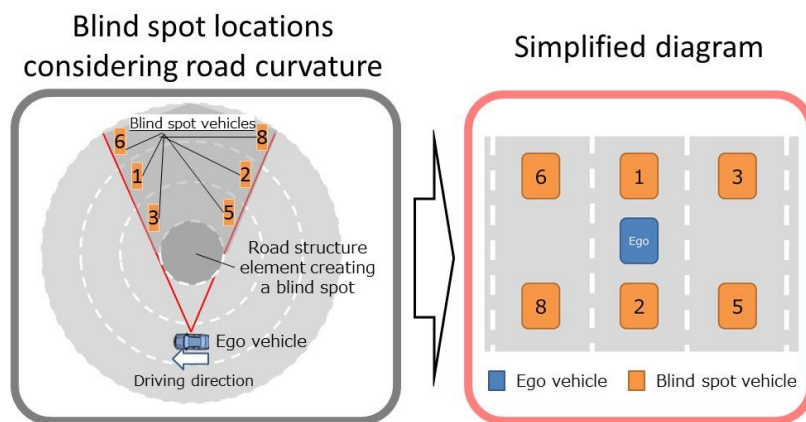 Blind spot locations
considering road curvature
Blind spot vehicles
6
8
1
2
3
5
Road structure
element creating
a blind spot
Ego vehicle
Driving direction
Simplified diagram
6
1
3
Ego
8
2
5
Ego vehicle
Blind spot vehicle